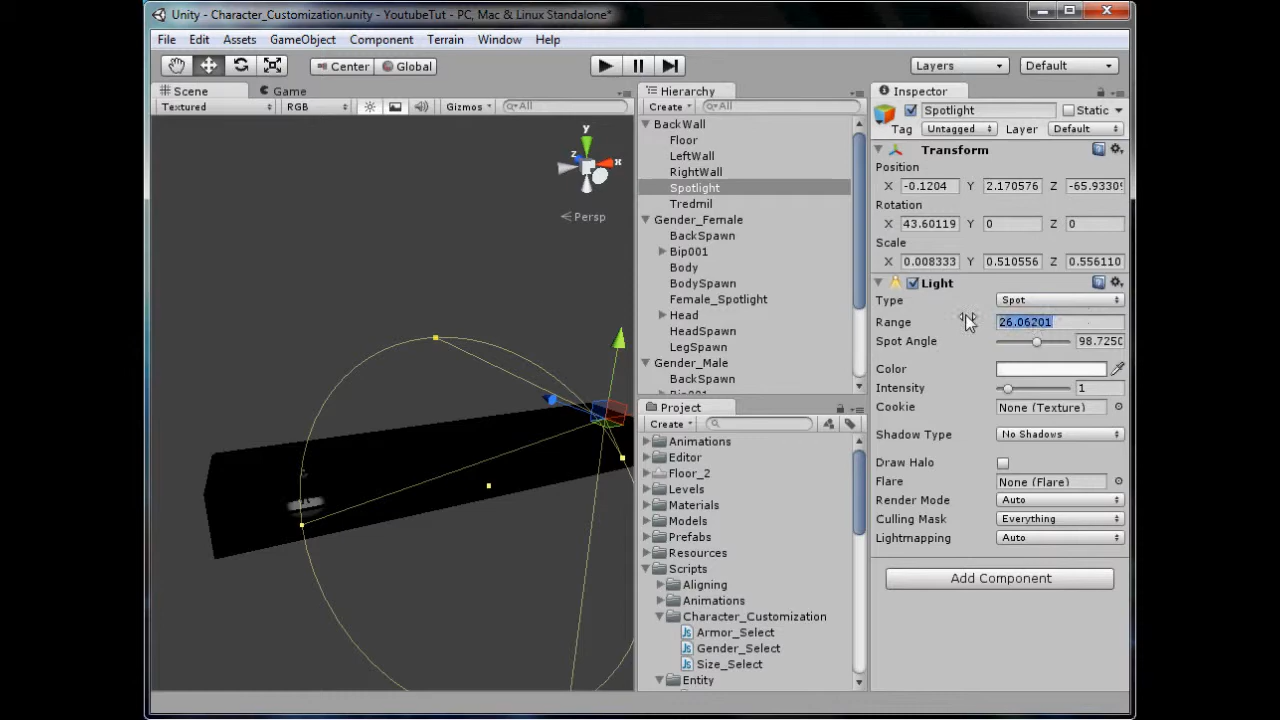 Unity - Character_Customization.unity - YoutubeTut - PC, Mac & Linux Standalone*
File Edit Assets GameObject Component Terrain Window Help
Center Global Layers Default
Scene Game
Textured RGB Gizmos All
y
z x
Persp
Hierarchy
Create All
BackWall
Floor
LeftWall
RightWall
Spotlight
Tredmil
Gender_Female
BackSpawn
Bip001
Body
BodySpawn
Female_Spotlight
Head
HeadSpawn
LegSpawn
Gender_Male
BackSpawn
Project
Create
Animations
Editor
Floor_2
Levels
Materials
Models
Prefabs
Resources
Scripts
Aligning
Animations
Character_Customization
Armor_Select
Gender_Select
Size_Select
Entity
Inspector
Spotlight Static
Tag Untagged Layer Default
Transform
Position
X -0.1204 Y 2.170576 Z -65.9330
Rotation
X 43.60119 Y 0 Z 0
Scale
X 0.008333 Y 0.510556 Z 0.556110
Light
Type Spot
Range 26.06201
Spot Angle 98.7250
Color
Intensity 1
Cookie None (Texture)
Shadow Type No Shadows
Draw Halo
Flare None (Flare)
Render Mode Auto
Culling Mask Everything
Lightmapping Auto
Add Component